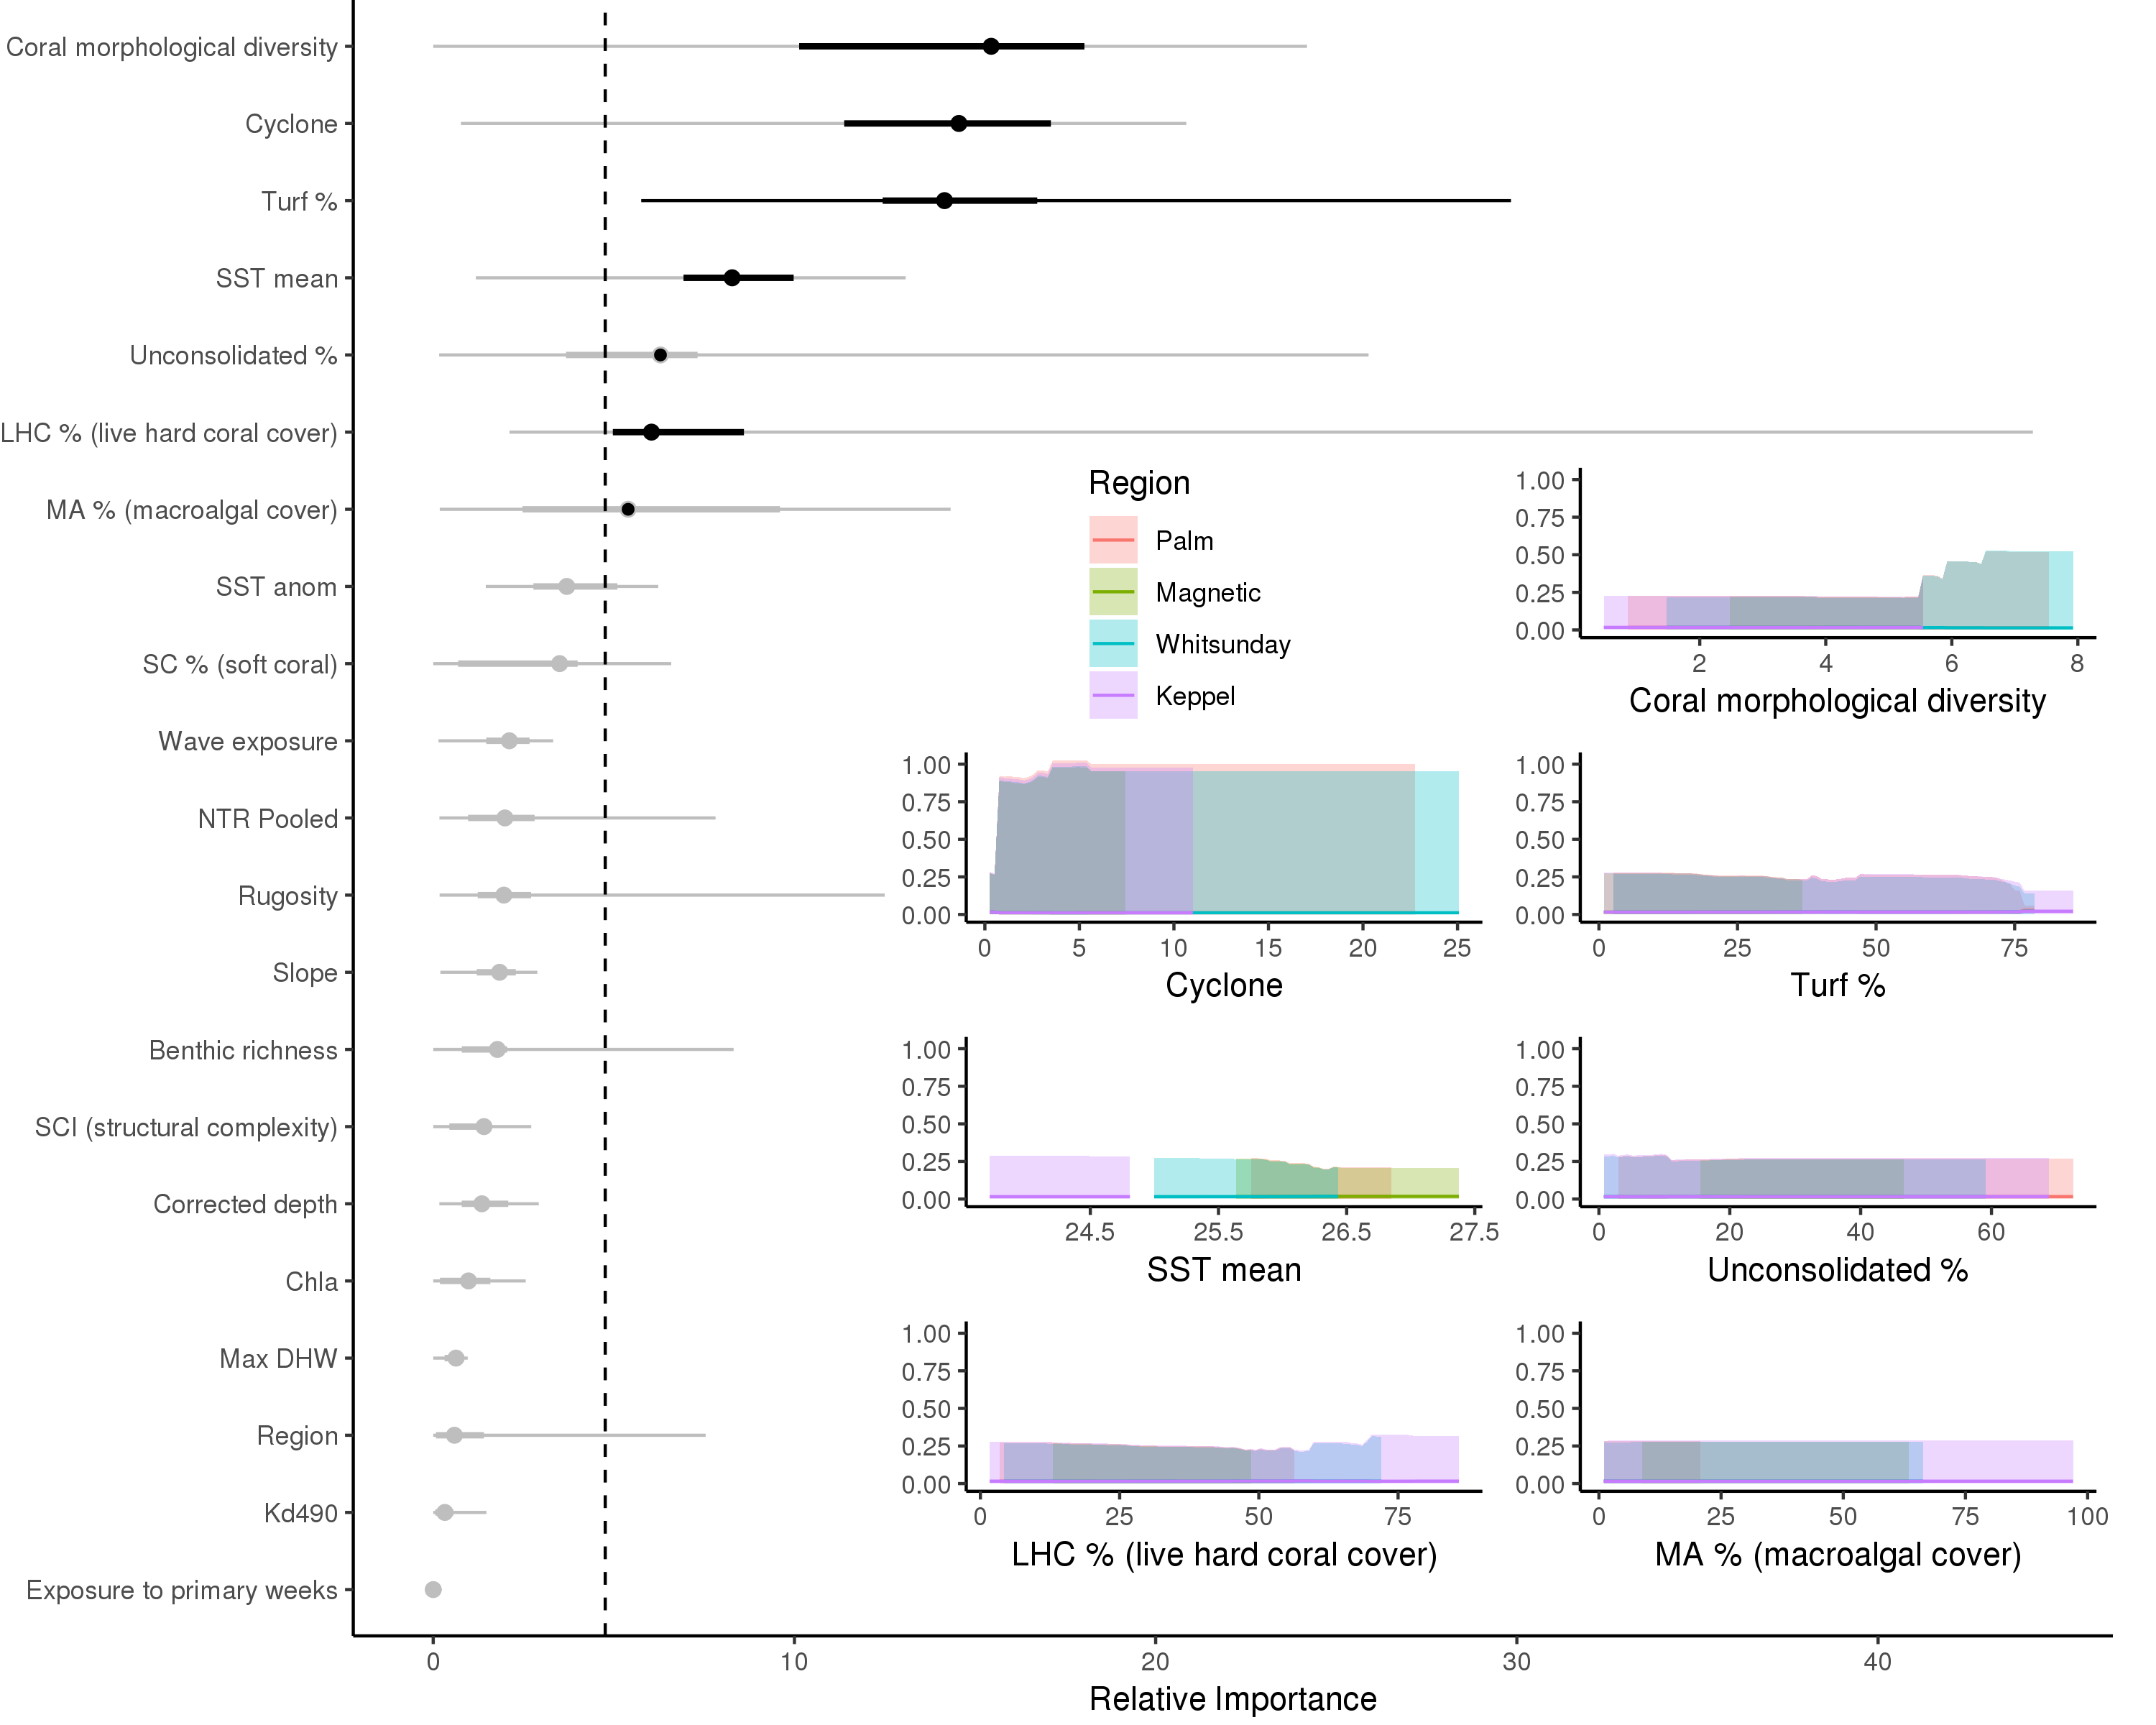 Coral morphological diversity
Cyclone
Turf %
SST mean
Unconsolidated %
LHC % (live hard coral cover)
MA % (macroalgal cover)
SST anom
SC % (soft coral)
Wave exposure
NTR Pooled
Rugosity
Slope
Benthic richness
SCI (structural complexity)
Corrected depth
Chla
Max DHW
Region
Kd490
Exposure to primary weeks
0 10 20 30 40
Relative Importance
Region
Palm
Magnetic
Whitsunday
Keppel
1.00
0.75
0.50
0.25
0.00
2 4 6 8
Coral morphological diversity
1.00
0.75
0.50
0.25
0.00
0 5 10 15 20 25
Cyclone
1.00
0.75
0.50
0.25
0.00
0 25 50 75
Turf %
1.00
0.75
0.50
0.25
0.00
24.5 25.5 26.5 27.5
SST mean
1.00
0.75
0.50
0.25
0.00
0 20 40 60
Unconsolidated %
1.00
0.75
0.50
0.25
0.00
0 25 50 75
LHC % (live hard coral cover)
1.00
0.75
0.50
0.25
0.00
0 25 50 75 100
MA % (macroalgal cover)